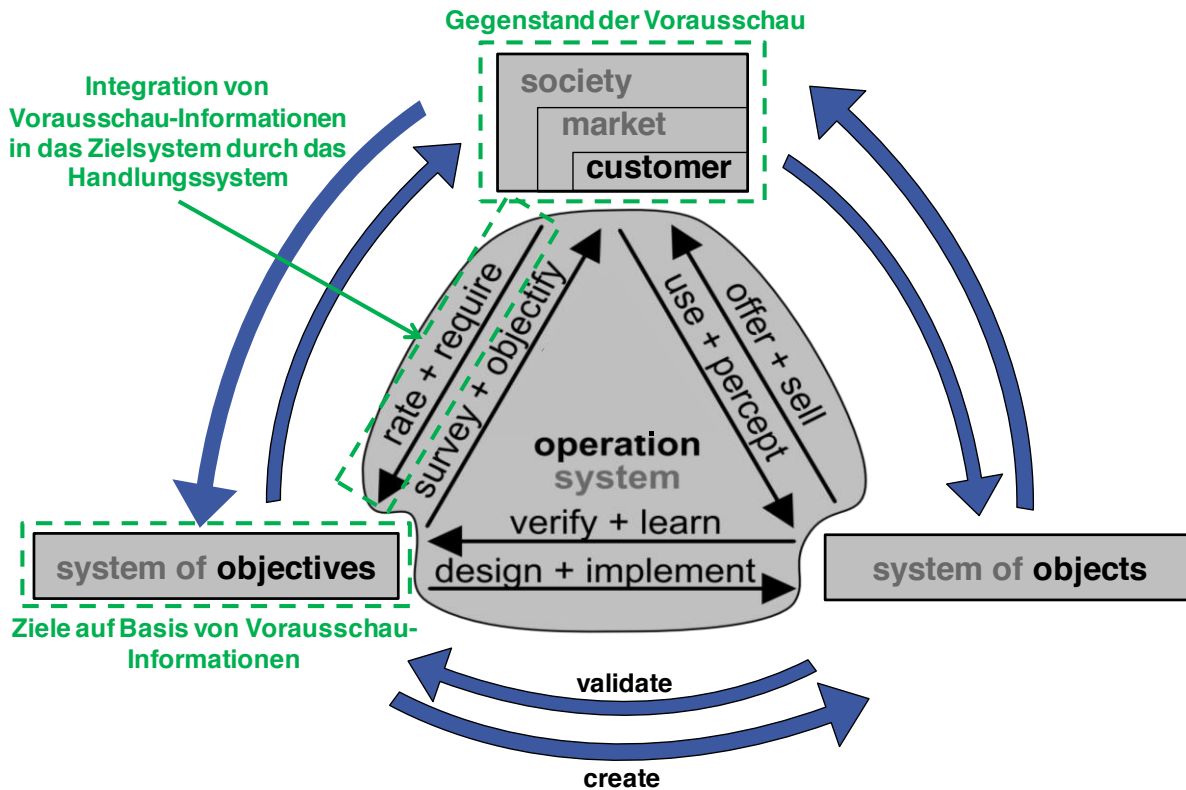 Gegenstand der Vorausschau
society
market
customer
Integration von
Vorausschau-Informationen
in das Zielsystem durch das
Handlungssystem
rate + require
survey + objectify
use + percept
offer + sell
operation
system
verify + learn
design + implement
system of objectives
system of objects
Ziele auf Basis von Vorausschau-
Informationen
validate
create